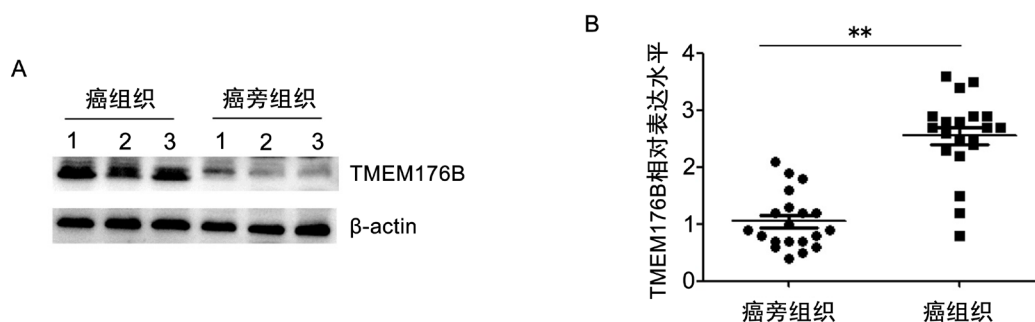 A
癌组织 癌旁组织
1 2 3 1 2 3
TMEM176B
β-actin
B
**
TMEM176B相对表达水平
4
3
2
1
0
癌旁组织 癌组织